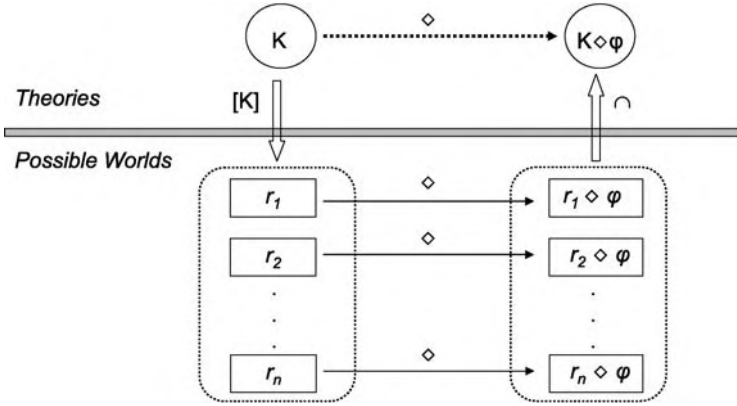 ◇
K
K◇φ
Theories
[K]
∩
Possible Worlds
◇
r1
r1 ◇ φ
◇
r2
r2 ◇ φ
.
.
.
.
.
.
◇
rn
rn ◇ φ